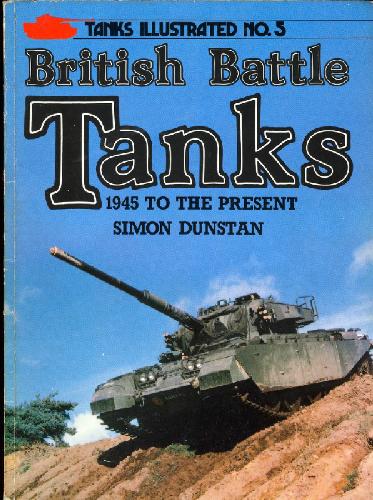 TANKS ILLUSTRATED NO. 5
British Battle
Tanks
1945 TO THE PRESENT
SIMON DUNSTAN